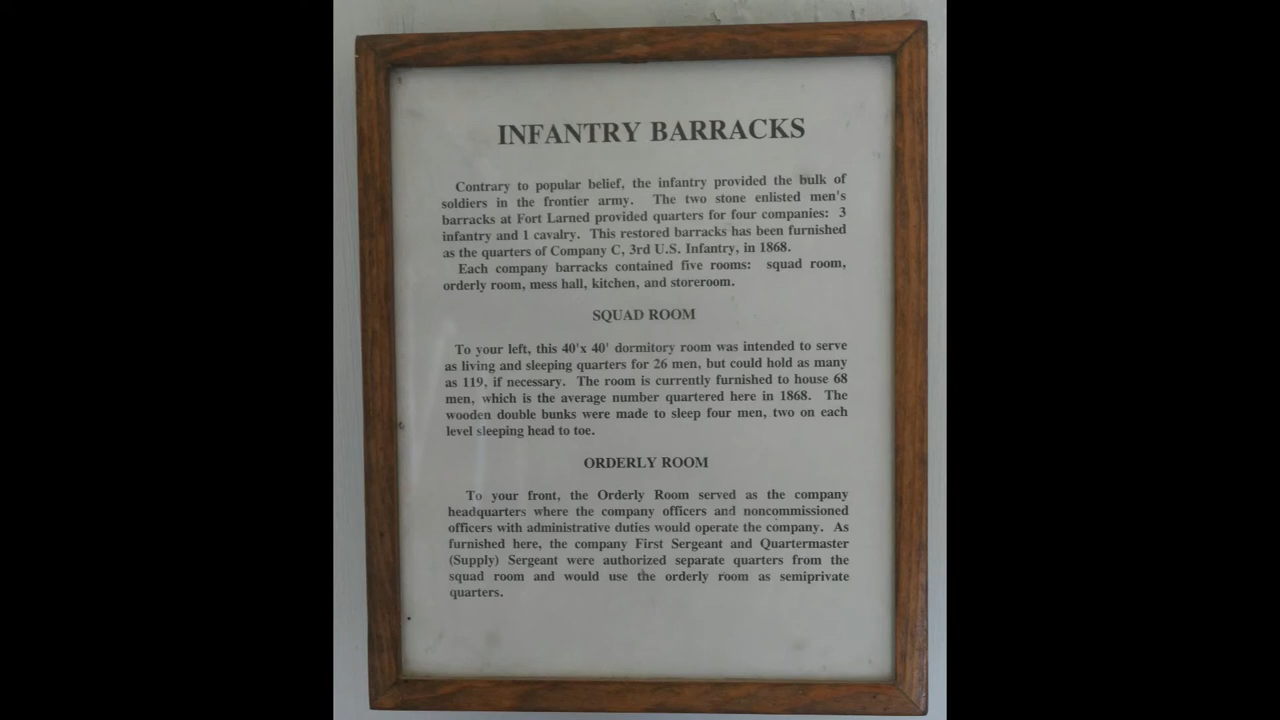 INFANTRY BARRACKS
Contrary to popular belief, the infantry provided the bulk of
soldiers in the frontier army. The two stone enlisted men's
barracks at Fort Larned provided quarters for four companies: 3
infantry and 1 cavalry. This restored barracks has been furnished
as the quarters of Company C, 3rd U.S. Infantry, in 1868.
Each company barracks contained five rooms: squad room,
orderly room, mess hall, kitchen, and storeroom.
SQUAD ROOM
To your left, this 40'x 40' dormitory room was intended to serve
as living and sleeping quarters for 26 men, but could hold as many
as 119, if necessary. The room is currently furnished to house 68
men, which is the average number quartered here in 1868. The
wooden double bunks were made to sleep four men, two on each
level sleeping head to toe.
ORDERLY ROOM
To your front, the Orderly Room served as the company
headquarters where the company officers and noncommissioned
officers with administrative duties would operate the company. As
furnished here, the company First Sergeant and Quartermaster
(Supply) Sergeant were authorized separate quarters from the
squad room and would use the orderly room as semiprivate
quarters.